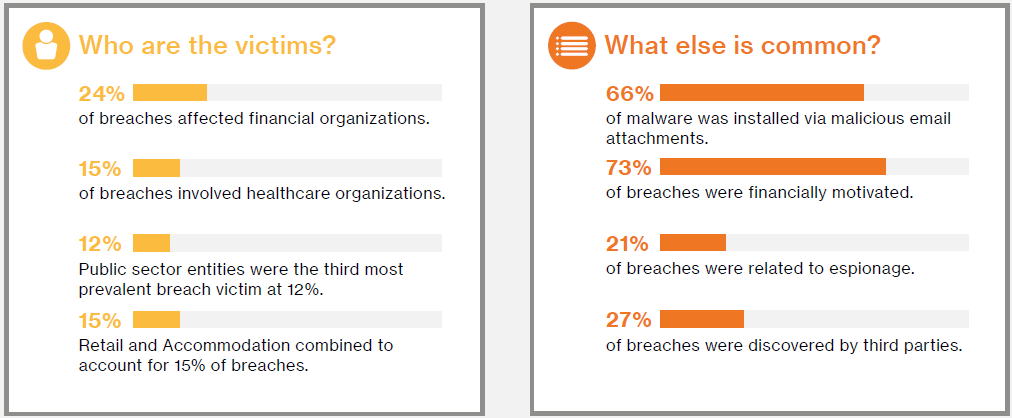 Who are the victims?
24%
of breaches affected financial organizations.
15%
of breaches involved healthcare organizations.
12%
Public sector entities were the third most
prevalent breach victim at 12%.
15%
Retail and Accommodation combined to
account for 15% of breaches.
What else is common?
66%
of malware was installed via malicious email
attachments.
73%
of breaches were financially motivated.
21%
of breaches were related to espionage.
27%
of breaches were discovered by third parties.